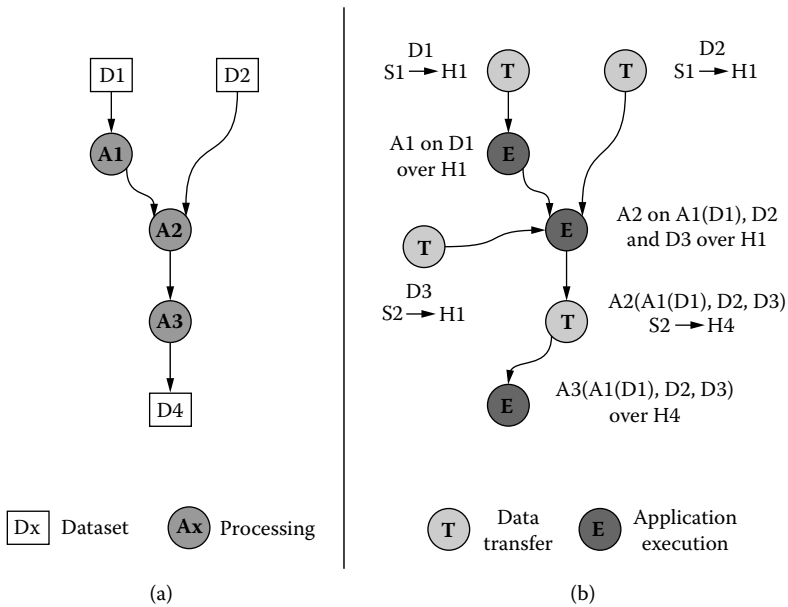 D1
D2
A1
A2
A3
D4
Dx
Dataset
Ax
Processing
(a)
D1
S1 → H1
T
T
D2
S1 → H1
A1 on D1
over H1
E
E
A2 on A1(D1), D2
and D3 over H1
T
D3
S2 → H1
T
A2(A1(D1), D2, D3)
S2 → H4
E
A3(A1(D1), D2, D3)
over H4
T
Data
transfer
E
Application
execution
(b)